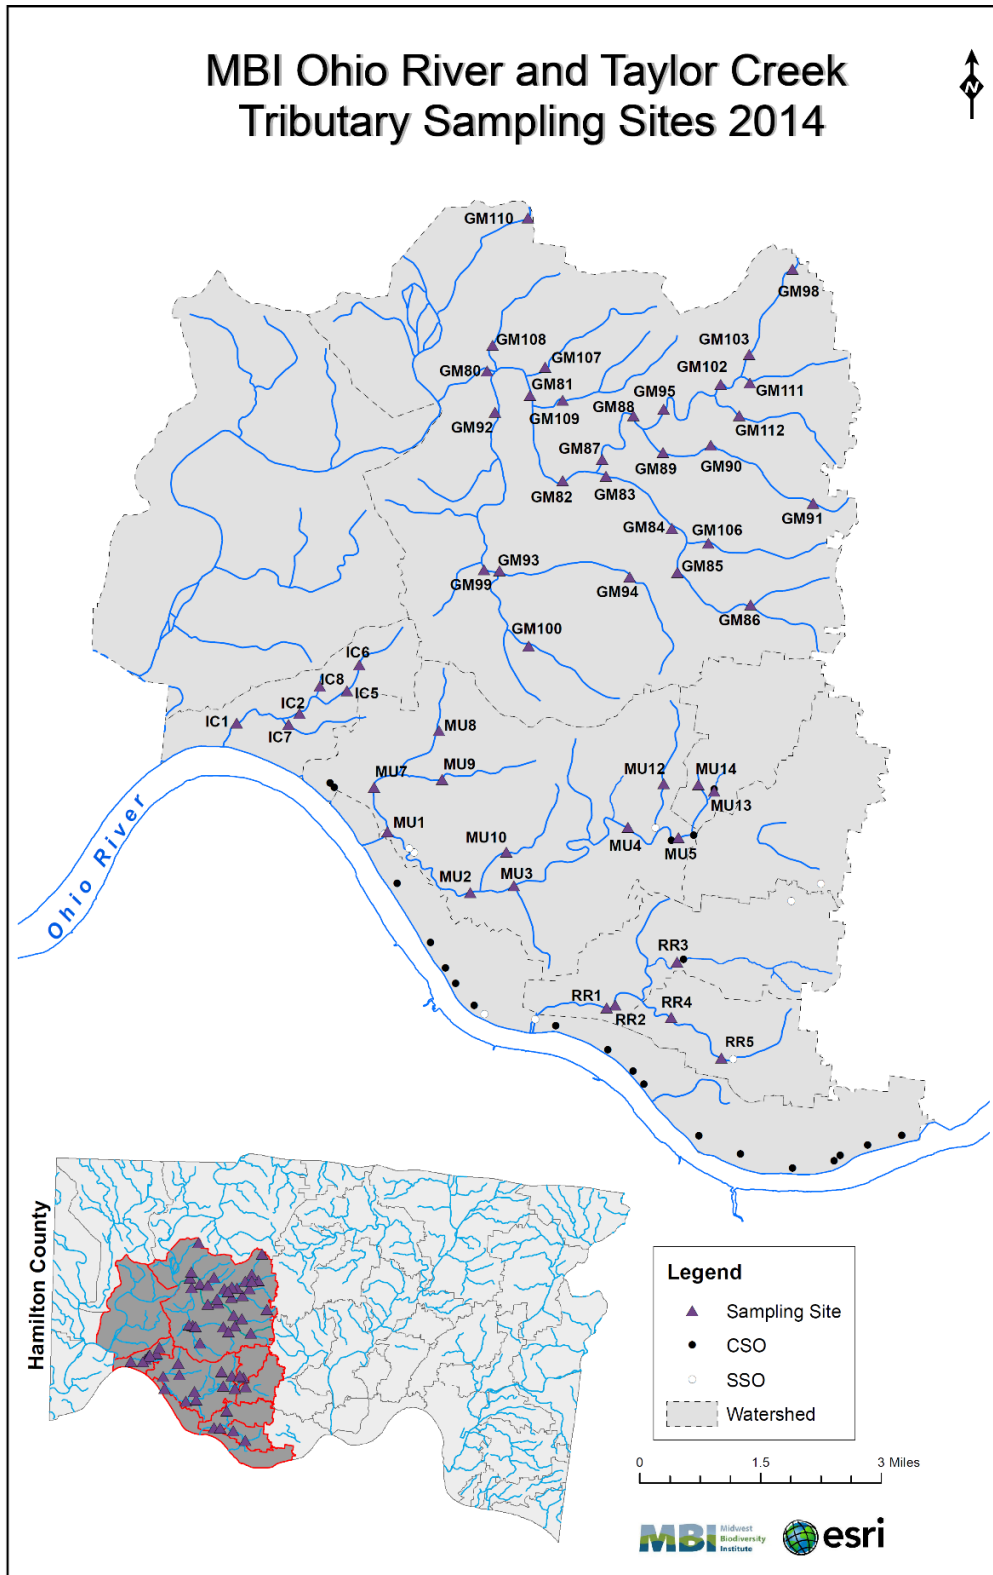 MBI Ohio River and Taylor Creek
Tributary Sampling Sites 2014
N
GM110
GM98
GM108
GM103
GM107
GM80
GM102
GM81
GM95
GM111
GM88
GM109
GM92
GM112
GM87
GM89
GM90
GM82
GM83
GM91
GM84
GM106
GM93
GM85
GM99
GM94
GM86
GM100
IC6
IC8
IC5
IC2
IC1
IC7
MU8
MU9
MU12
MU14
MU7
MU13
MU1
MU4
MU5
MU10
MU2
MU3
Ohio River
RR3
RR1
RR4
RR2
RR5
Hamilton County
Legend
Sampling Site
CSO
SSO
Watershed
0 1.5 3 Miles
MBI Midwest
Biodiversity
Institute
esri